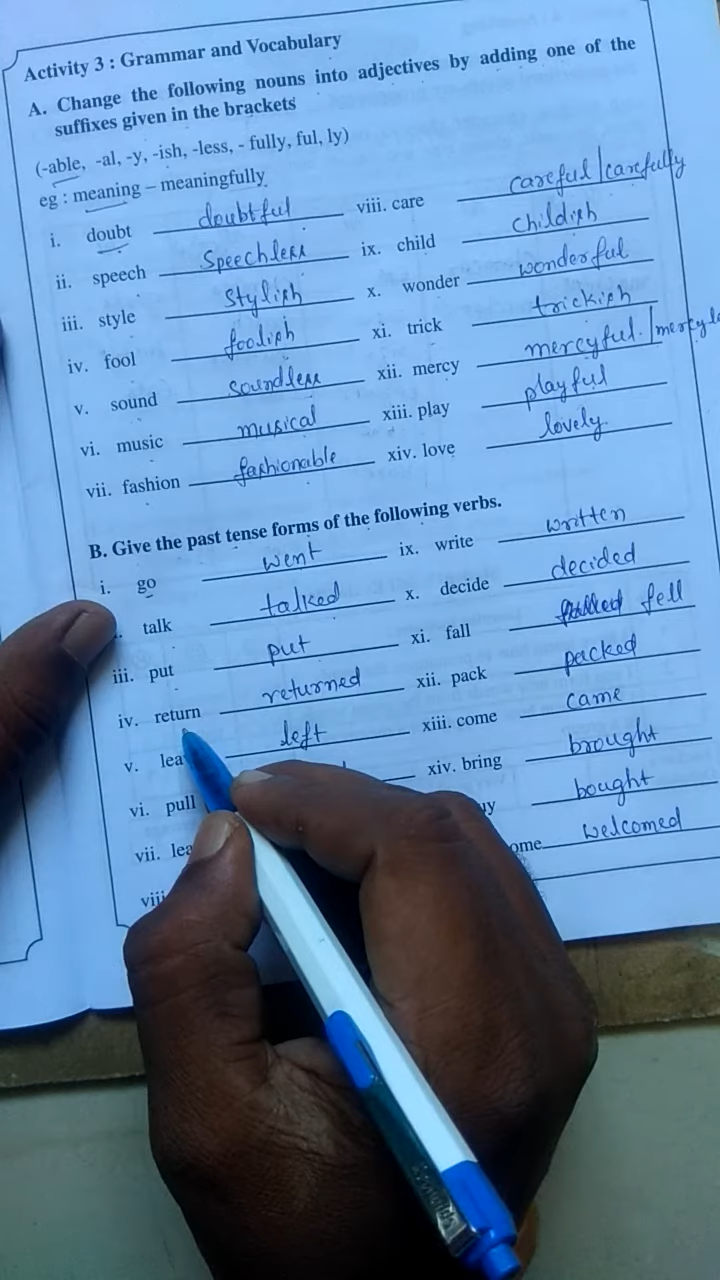 Activity 3 : Grammar and Vocabulary
A. Change the following nouns into adjectives by adding one of the
suffixes given in the brackets
(-able, -al, -y, -ish, -less, - fully, ful, ly)
eg : meaning – meaningfully
i. doubt doubtful viii. care careful/carefully
ii. speech Speechless ix. child childish
iii. style stylish x. wonder wonderful
iv. fool foolish xi. trick trickish
v. sound soundless xii. mercy mercyful. /
vi. music musical xiii. play playful
vii. fashion fashionable xiv. love lovely
B. Give the past tense forms of the following verbs.
i. go went ix. write written
talk talked x. decide decided
iii. put put xi. fall fell
iv. return returned xii. pack packed
v. left xiii. come came
vi. pull xiv. bring brought
vii. bought
viii. welcomed